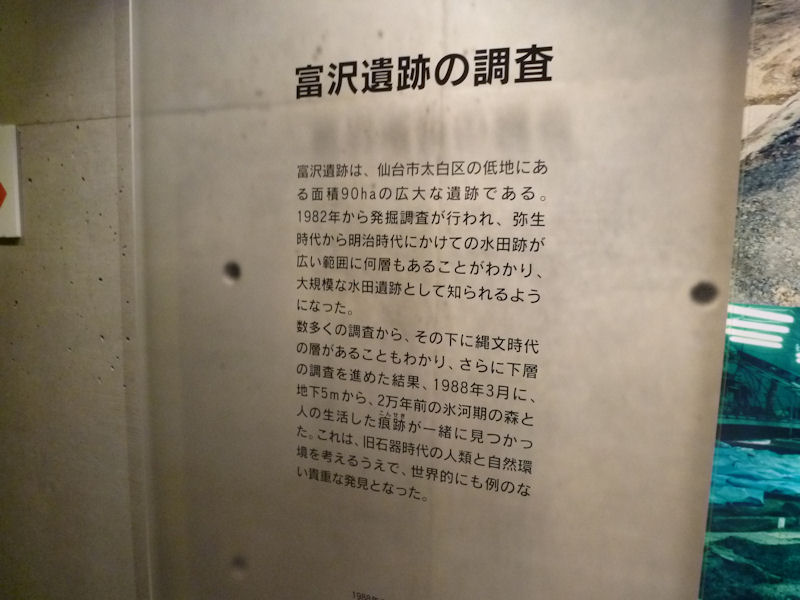 富沢遺跡の調査
富沢遺跡は、仙台市太白区の低地にあ
る面積90haの広大な遺跡である。
1982年から発掘調査が行われ、弥生
時代から明治時代にかけての水田跡が
広い範囲に何層もあることがわかり、
大規模な水田遺跡として知られるよう
になった。
数多くの調査から、その下に縄文時代
の層があることもわかり、さらに下層
の調査を進めた結果、1988年3月に、
地下5mから、2万年前の氷河期の森と
こんせき
人の生活した痕跡が一緒に見つかっ
た。これは、旧石器時代の人類と自然環
境を考えるうえで、世界的にも例のな
い貴重な発見となった。